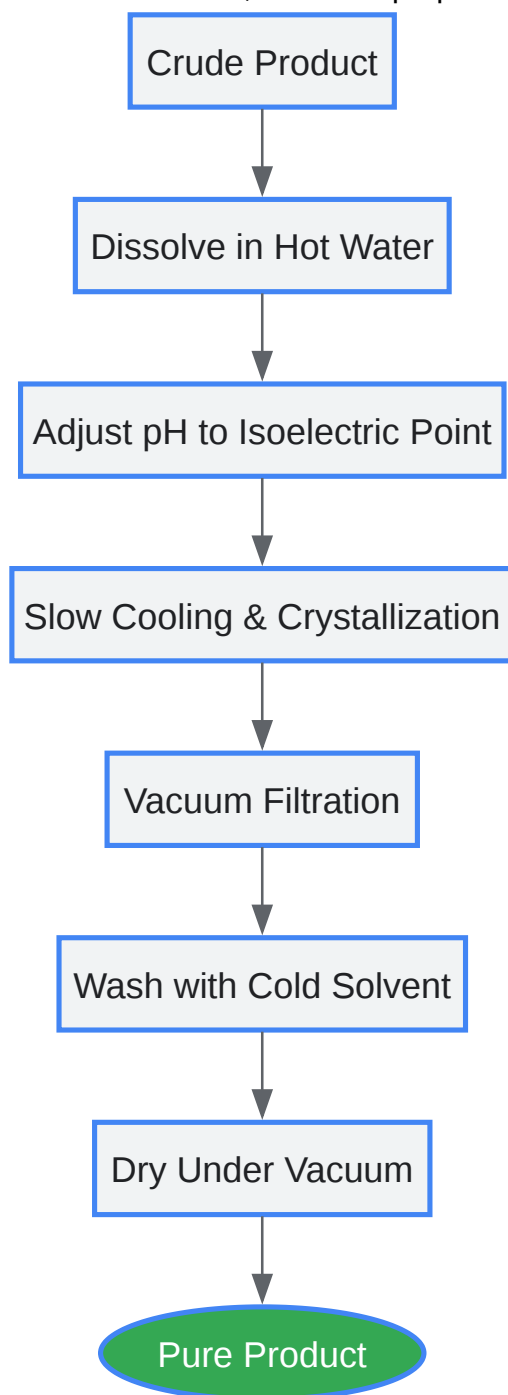 Crude Product
Dissolve in Hot Water
Adjust pH to Isoelectric Point
Slow Cooling & Crystallization
Vacuum Filtration
Wash with Cold Solvent
Dry Under Vacuum
Pure Product